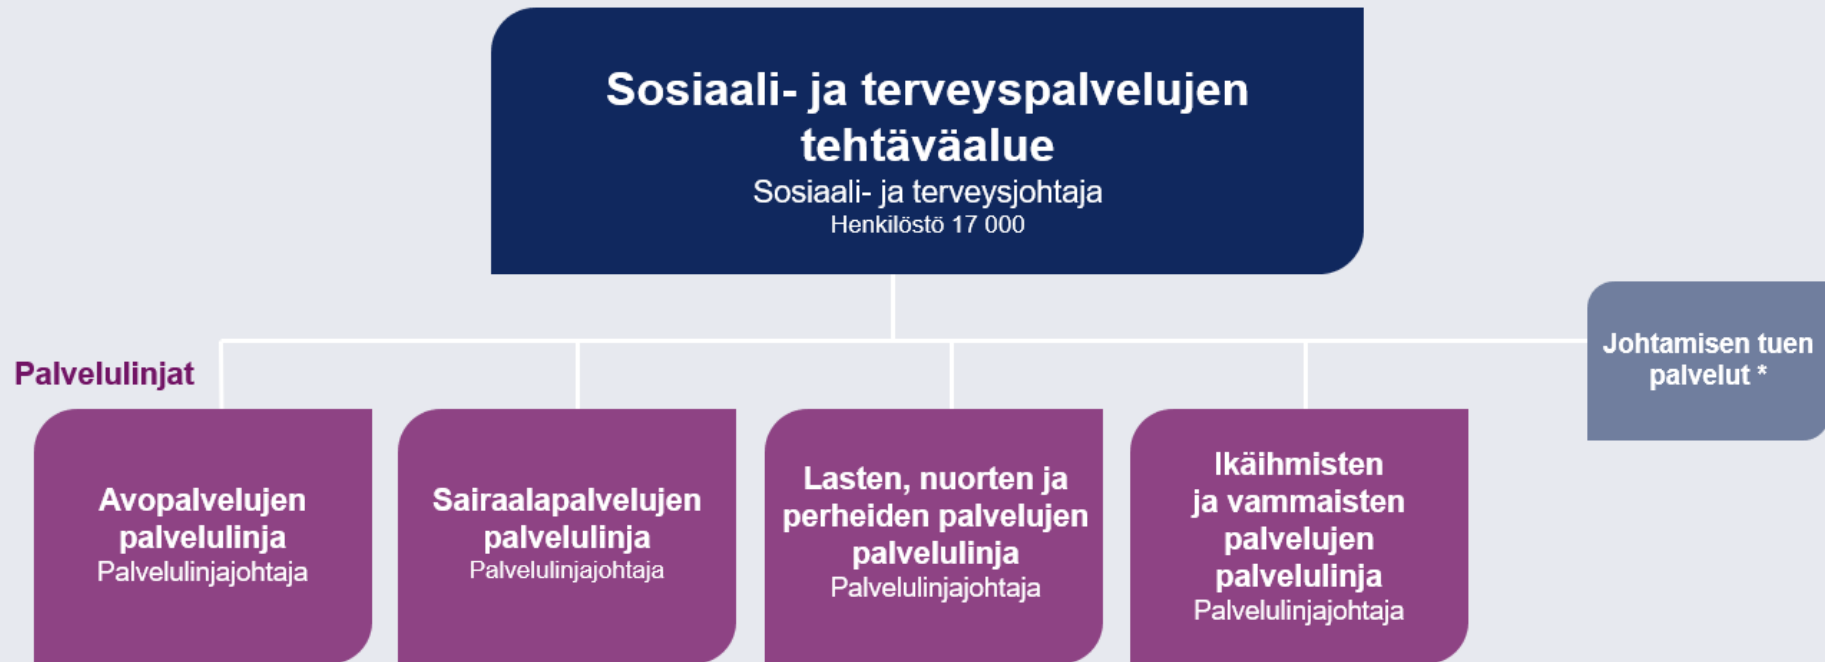 Sosiaali- ja terveyspalvelujen
tehtäväalue
Sosiaali- ja terveysjohtaja
Henkilöstö 17 000
Johtamisen tuen
palvelut *
Palvelulinjat
Avopalvelujen
palvelulinja
Palvelulinjajohtaja
Sairaalapalvelujen
palvelulinja
Palvelulinjajohtaja
Lasten, nuorten ja
perheiden palvelujen
palvelulinja
Palvelulinjajohtaja
Ikäihmisten
ja vammaisten
palvelujen
palvelulinja
Palvelulinjajohtaja